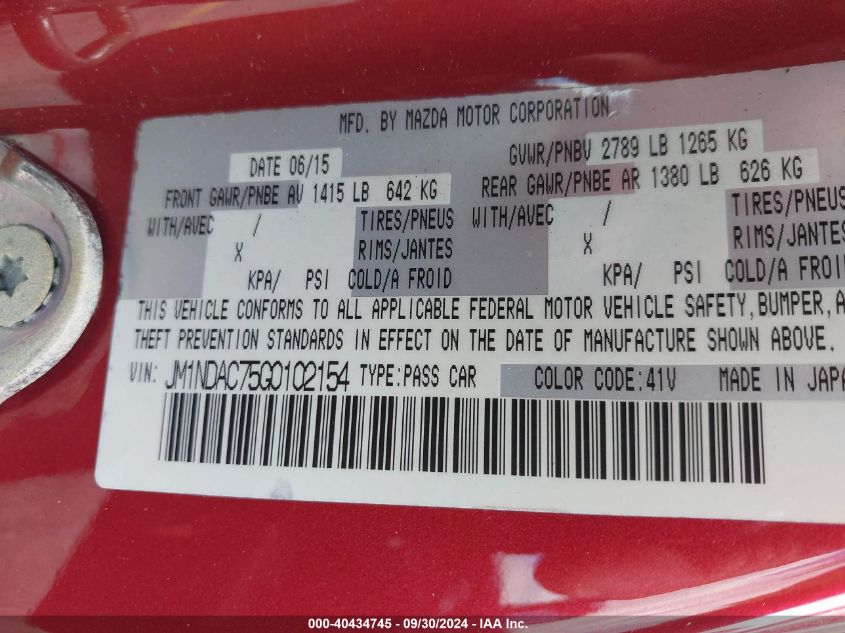 MFD. BY MAZDA MOTOR CORPORATION
DATE 06/15
GVWR/PNBV 2789 LB 1265 KG
FRONT GAWR/PNBE AV 1415 LB 642 KG
REAR GAWR/PNBE AR 1380 LB 626 KG
WITH/AVEC / TIRES/PNEUS WITH/AVEC / TIRES/PNEUS
X RIMS/JANTES X RIMS/JANTES
KPA/ PSI COLD/A FROID KPA/ PSI COLD/A FROID
THIS VEHICLE CONFORMS TO ALL APPLICABLE FEDERAL MOTOR VEHICLE SAFETY, BUMPER, A
THEFT PREVENTION STANDARDS IN EFFECT ON THE DATE OF MANUFACTURE SHOWN ABOVE.
VIN: JM1NDAC75G0102154 TYPE:PASS CAR COLOR CODE:41V MADE IN JAPA
000-40434745 - 09/30/2024 - IAA Inc.